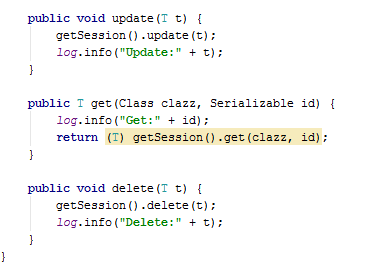 public void update(T t) {
getSession().update(t);
log.info("Update:" + t);
}
public T get(Class clazz, Serializable id) {
log.info("Get:" + id);
return (T) getSession().get(clazz, id);
}
public void delete(T t) {
getSession().delete(t);
log.info("Delete:" + t);
}
}